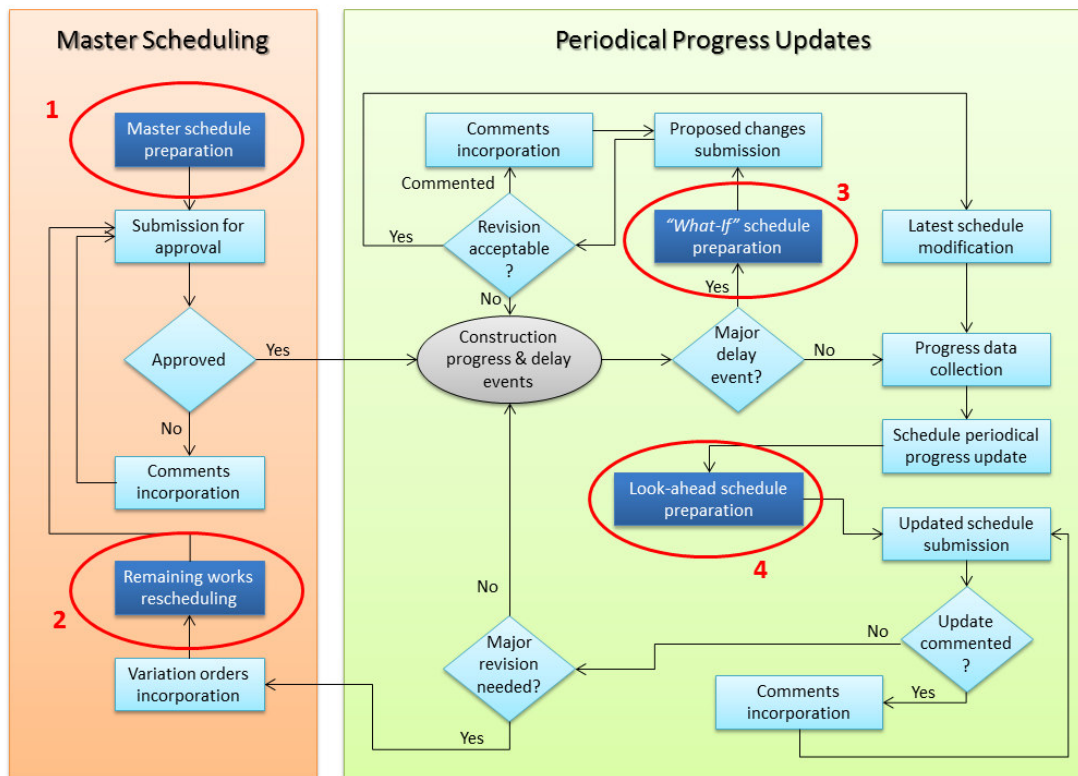 Master Scheduling
1
Master schedule
preparation
Submission for
approval
Approved
Yes
No
Comments
incorporation
Remaining works
rescheduling
2
Variation orders
incorporation
Periodical Progress Updates
Comments
incorporation
Proposed changes
submission
Commented
3
Revision
acceptable
?
Yes
No
"What-If" schedule
preparation
Yes
Latest schedule
modification
Construction
progress & delay
events
Major
delay
event?
No
Progress data
collection
Schedule periodical
progress update
Look-ahead schedule
preparation
4
Updated schedule
submission
Update
commented
?
No
Yes
Comments
incorporation
Major
revision
needed?
No
Yes